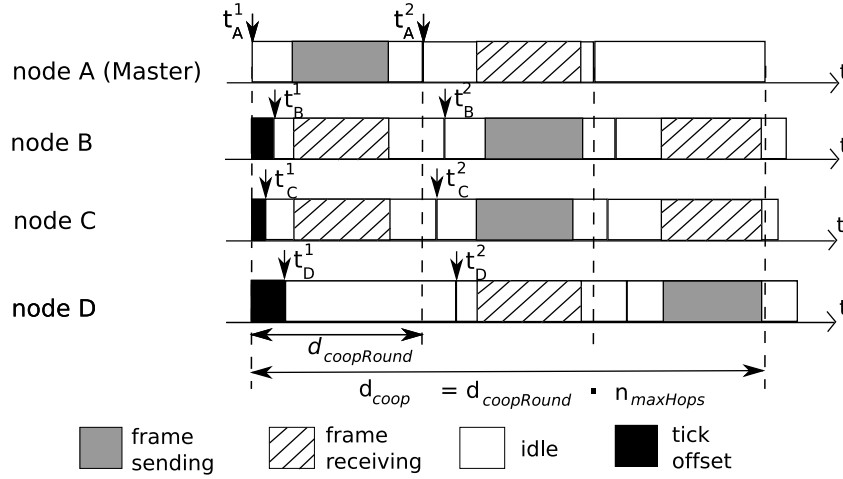 t_A^1 t_A^2
node A (Master) t
t_B^1 t_B^2
node B t
t_C^1 t_C^2
node C t
t_D^1 t_D^2
node D t
d_coopRound
d_coop = d_coopRound · n_maxHops
frame sending
frame receiving
idle
tick offset